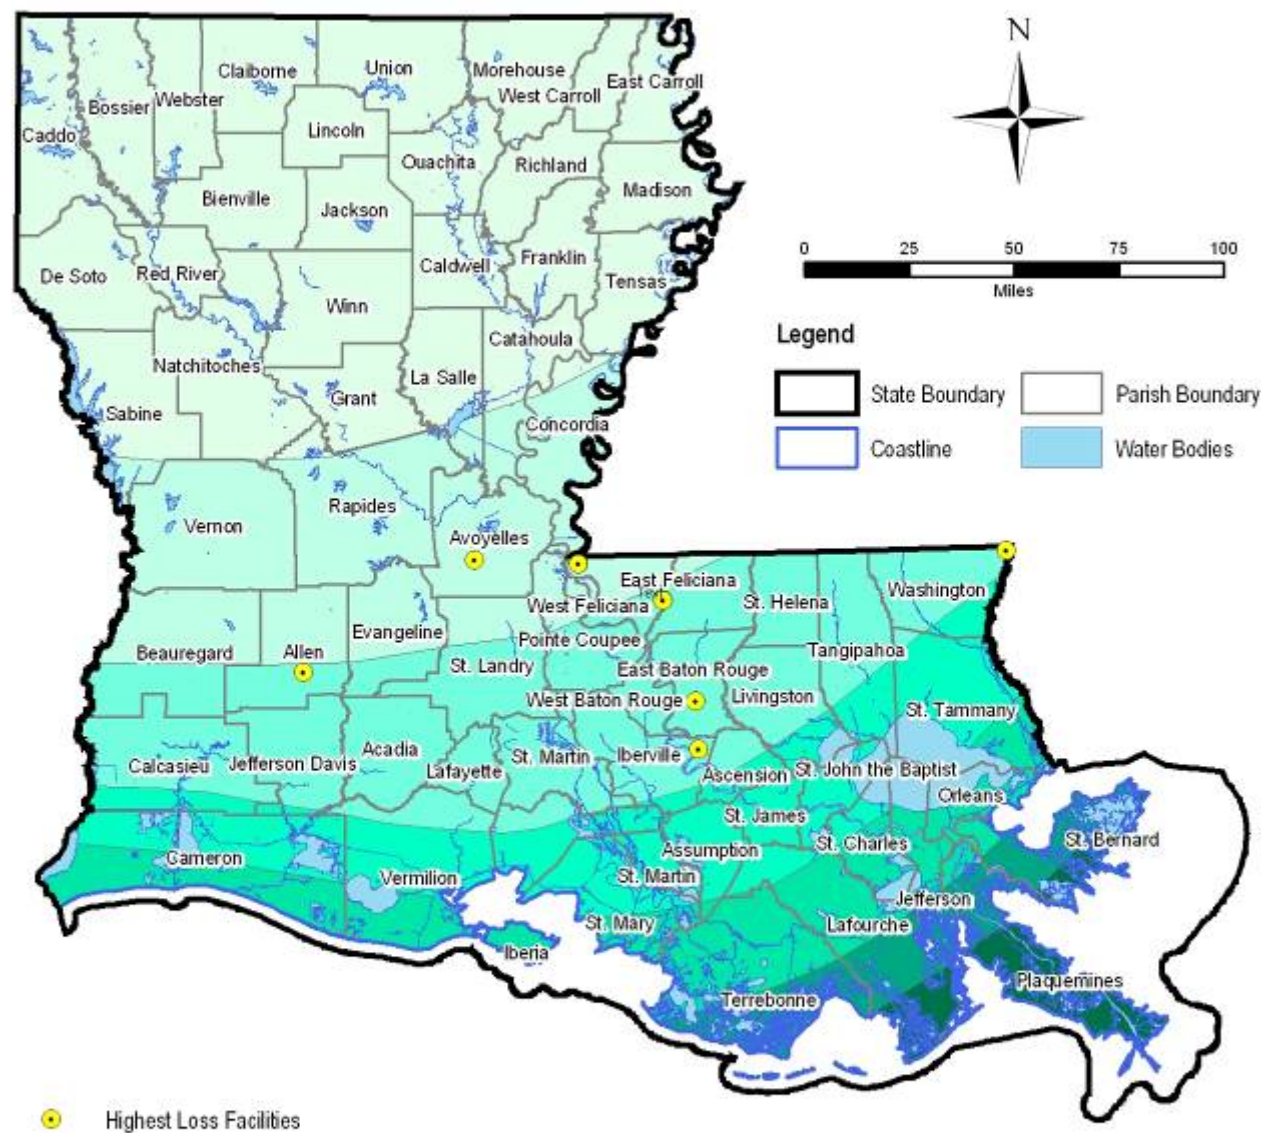 N
Claiborne
Union
Morehouse
West Carroll
East Carroll
Webster
Bossier
Caddo
Lincoln
Ouachita
Richland
Madison
Bienville
Jackson
0 25 50 75 100
Miles
De Soto
Red River
Caldwell
Franklin
Tensas
Winn
Legend
Natchitoches
Catahoula
La Salle
Grant
State Boundary
Parish Boundary
Sabine
Concordia
Coastline
Water Bodies
Vernon
Rapides
Avoyelles
East Feliciana
West Feliciana
St. Helena
Washington
Beauregard
Allen
Evangeline
Pointe Coupee
St. Landry
Tangipahoa
East Baton Rouge
West Baton Rouge
Livingston
St. Tammany
Calcasieu
Jefferson Davis
Acadia
Lafayette
St. Martin
Iberville
Ascension
St. John the Baptist
Orleans
St. James
Cameron
Vermilion
Assumption
St. Charles
St. Bernard
St. Martin
Jefferson
St. Mary
Lafourche
Iberia
Terrebonne
Plaquemines
Highest Loss Facilities